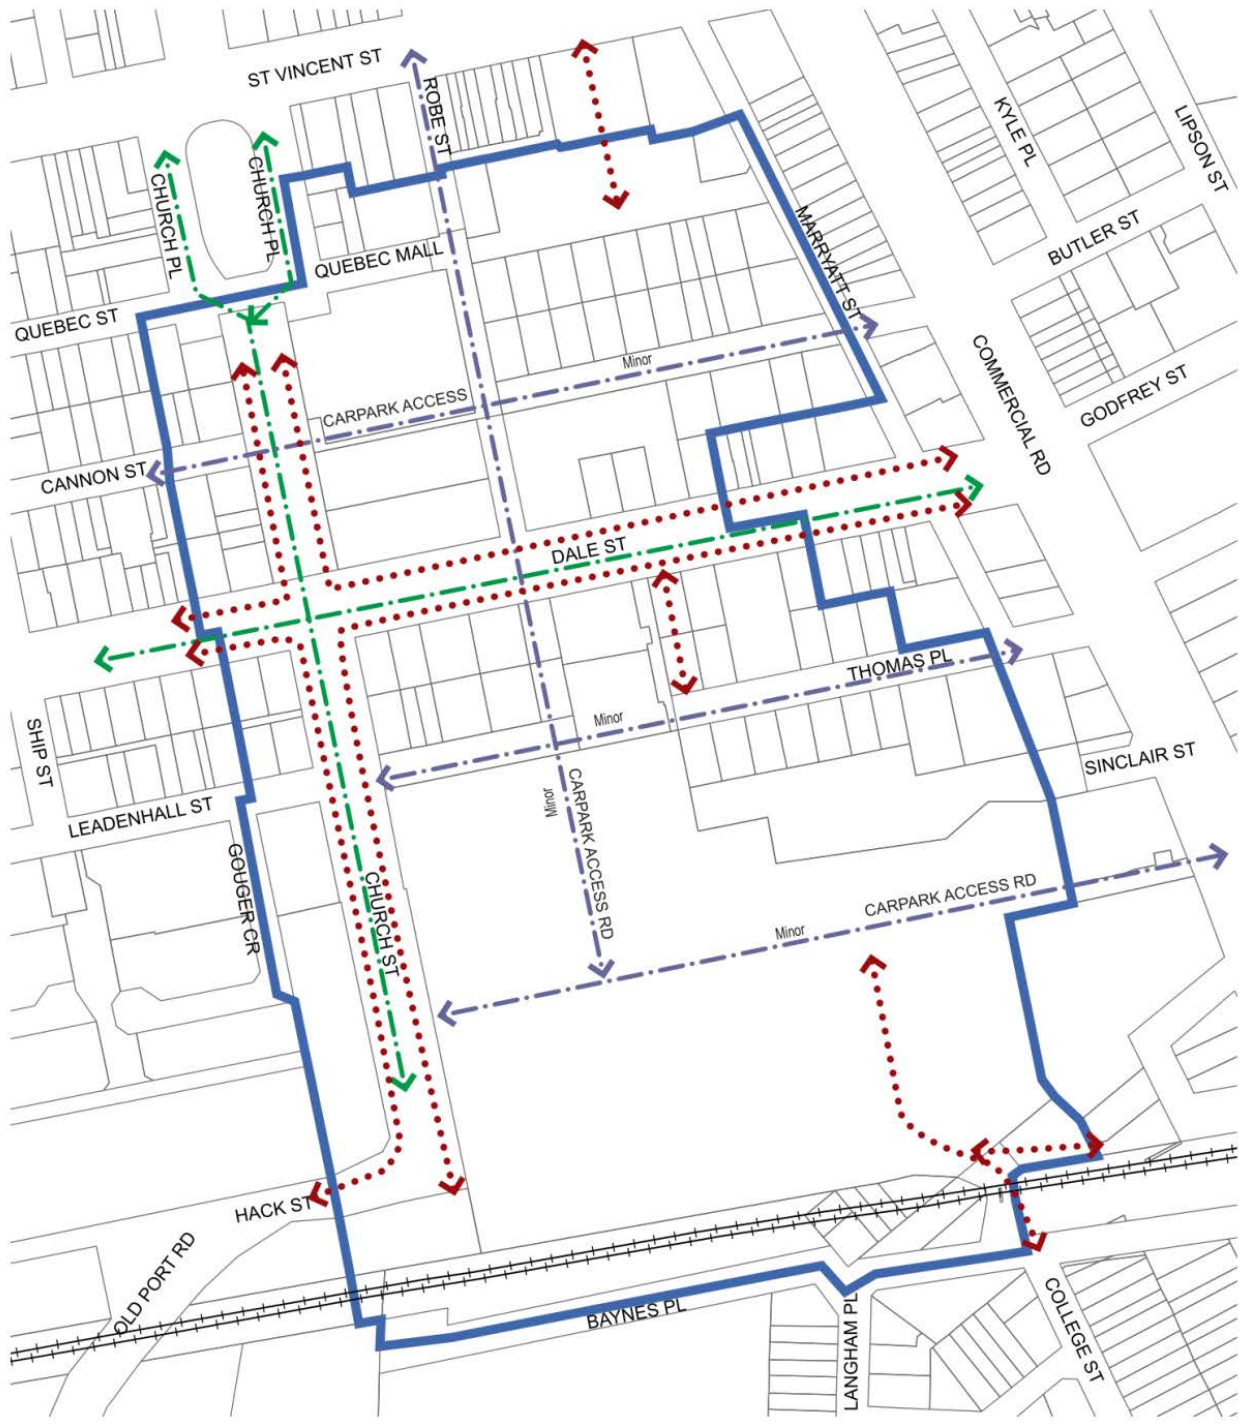 ST VINCENT ST
ROBE ST
KYLE PL
LIPSON ST
CHURCH PL
CHURCH PL
BUTLER ST
MARRYATT ST
QUEBEC MALL
QUEBEC ST
COMMERCIAL RD
Minor
GODFREY ST
CARPARK ACCESS
CANNON ST
DALE ST
THOMAS PL
Minor
SHIP ST
SINCLAIR ST
CARPARK ACCESS RD
Minor
LEADENHALL ST
GOUGER CR
CHURCH ST
CARPARK ACCESS RD
Minor
HACK ST
OLD PORT RD
BAYNES PL
LANGHAM PL
COLLEGE ST